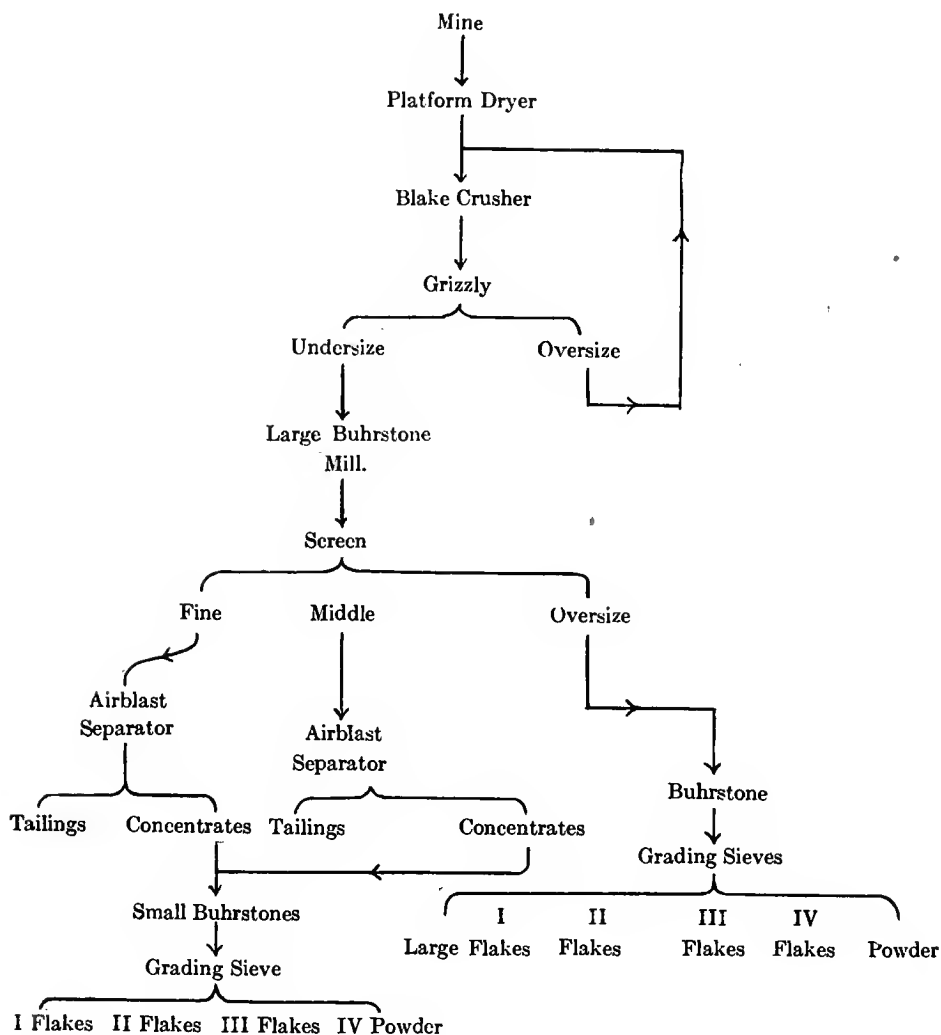 Mine
Platform Dryer
Blake Crusher
Grizzly
Undersize Oversize
Large Buhrstone
Mill.
Screen
Fine Middle Oversize
Airblast
Separator
Airblast
Separator
Buhrstone
Tailings Concentrates Tailings Concentrates
Grading Sieves
Small Buhrstones
I II III IV
Large Flakes Flakes Flakes Flakes Powder
Grading Sieve
I Flakes II Flakes III Flakes IV Powder